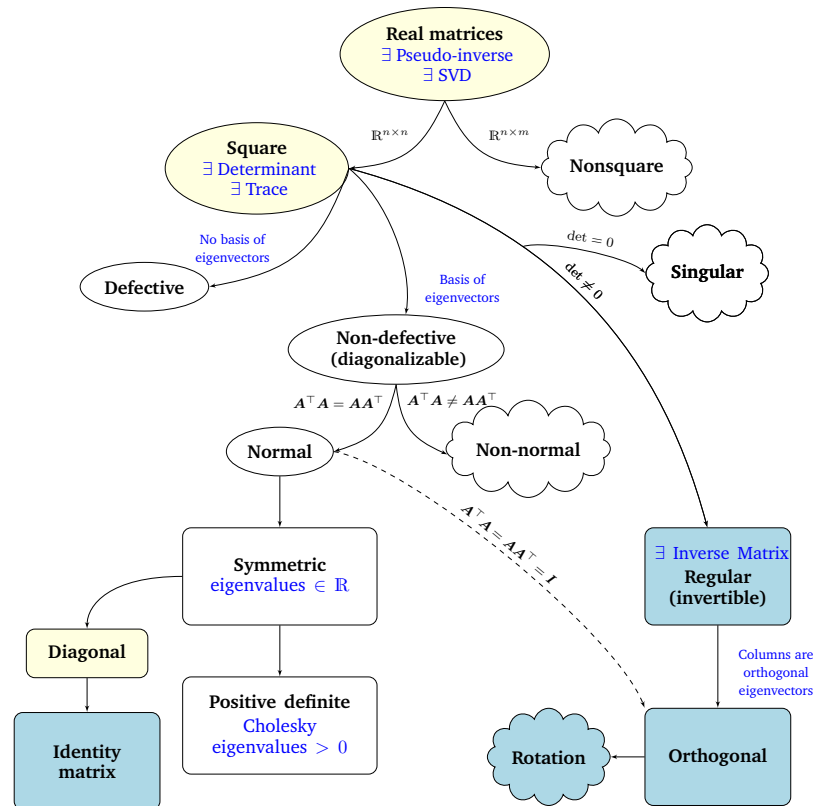 Real matrices
∃ Pseudo-inverse
∃ SVD
ℝⁿˣⁿ
ℝⁿˣᵐ
Square
∃ Determinant
∃ Trace
Nonsquare
No basis of
eigenvectors
det = 0
Singular
det ≠ 0
Defective
Basis of
eigenvectors
Non-defective
(diagonalizable)
A⊤A = AA⊤
A⊤A ≠ AA⊤
Normal
Non-normal
A⊤A = AA⊤ = I
Symmetric
eigenvalues ∈ ℝ
∃ Inverse Matrix
Regular
(invertible)
Diagonal
Columns are
orthogonal
eigenvectors
Positive definite
Cholesky
eigenvalues > 0
Identity
matrix
Rotation
Orthogonal